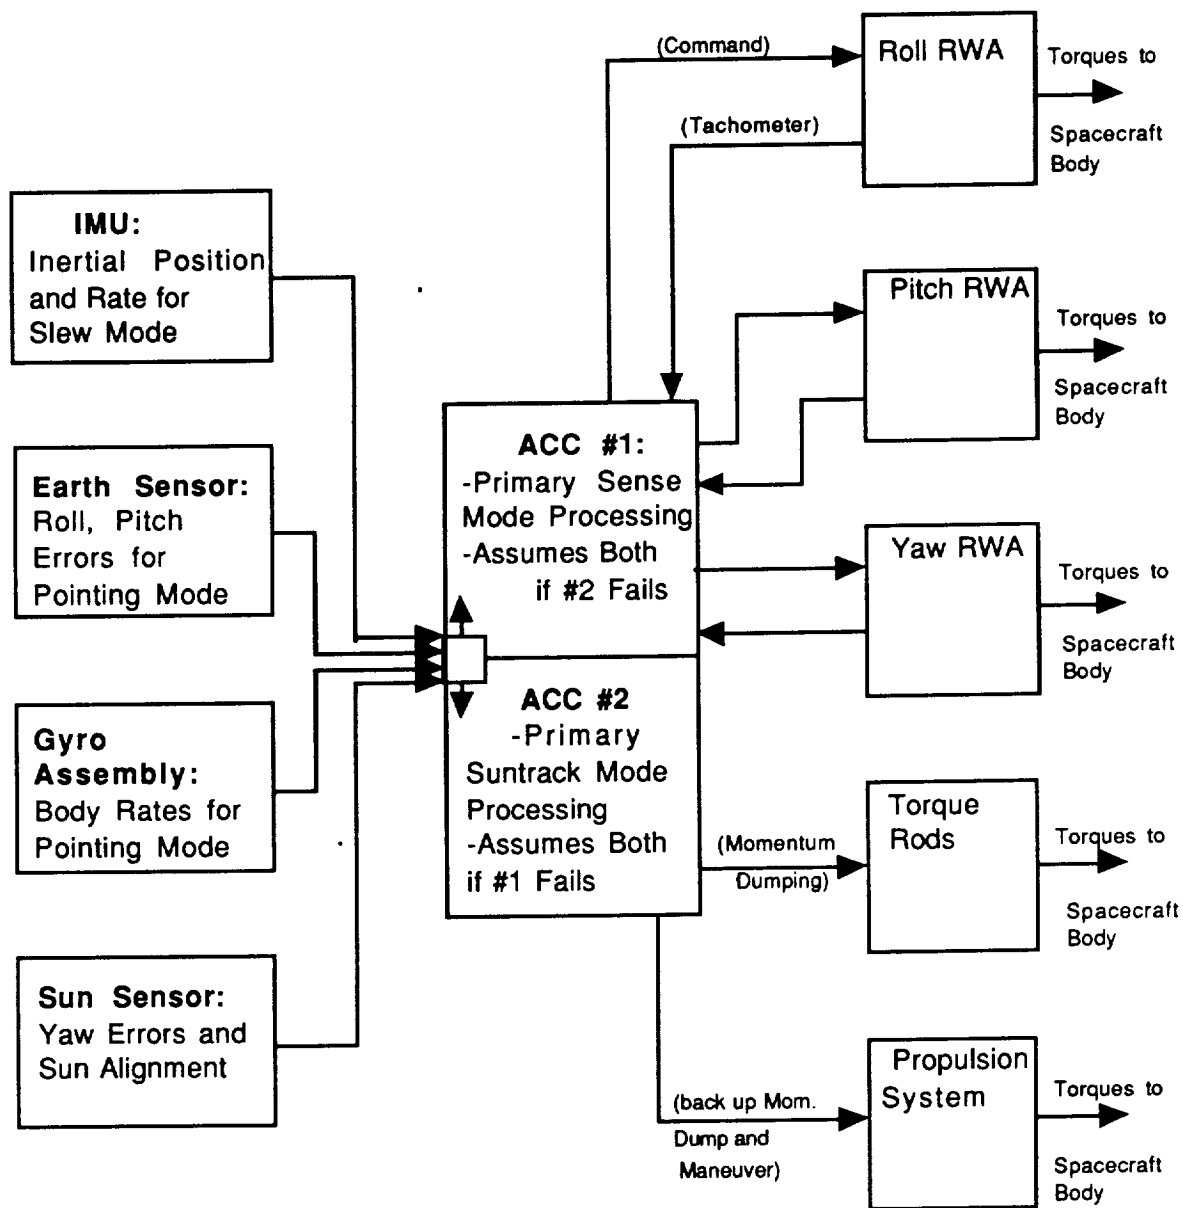 IMU:
Inertial Position
and Rate for
Slew Mode
Earth Sensor:
Roll, Pitch
Errors for
Pointing Mode
Gyro
Assembly:
Body Rates for
Pointing Mode
Sun Sensor:
Yaw Errors and
Sun Alignment
(Command)
(Tachometer)
ACC #1:
-Primary Sense
Mode Processing
-Assumes Both
if #2 Fails
ACC #2
-Primary
Suntrack Mode
Processing
-Assumes Both
if #1 Fails
(Momentum
Dumping)
(back up Mom.
Dump and
Maneuver)
Roll RWA
Torques to
Spacecraft
Body
Pitch RWA
Torques to
Spacecraft
Body
Yaw RWA
Torques to
Spacecraft
Body
Torque
Rods
Torques to
Spacecraft
Body
Propulsion
System
Torques to
Spacecraft
Body